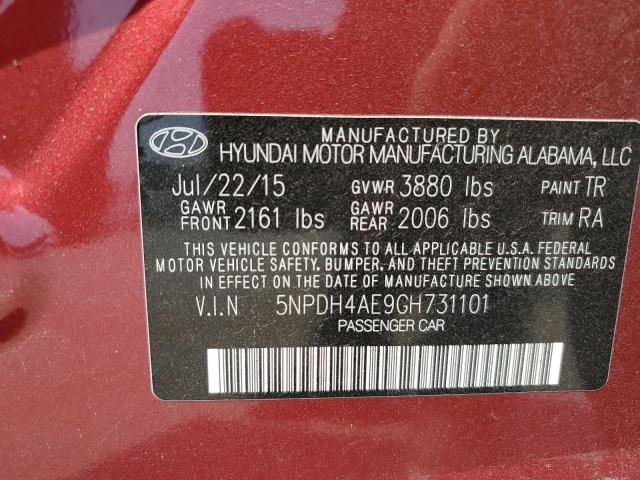 MANUFACTURED BY
HYUNDAI MOTOR MANUFACTURING ALABAMA, LLC
Jul/22/15 GVWR 3880 lbs PAINT TR
GAWR FRONT 2161 lbs GAWR REAR 2006 lbs TRIM RA
THIS VEHICLE CONFORMS TO ALL APPLICABLE U.S.A. FEDERAL
MOTOR VEHICLE SAFETY, BUMPER, AND THEFT PREVENTION STANDARDS
IN EFFECT ON THE DATE OF MANUFACTURE SHOWN ABOVE
V.I.N 5NPDH4AE9GH731101
PASSENGER CAR